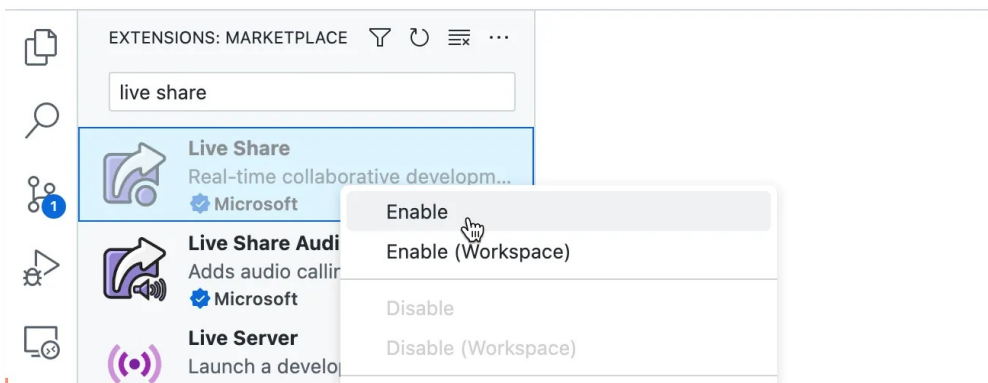 EXTENSIONS: MARKETPLACE
live share
Live Share
Real-time collaborative developm...
Microsoft
Enable
1
Live Share Audi
Enable (Workspace)
Adds audio callin
Microsoft
Disable
Live Server
Disable (Workspace)
Launch a develo